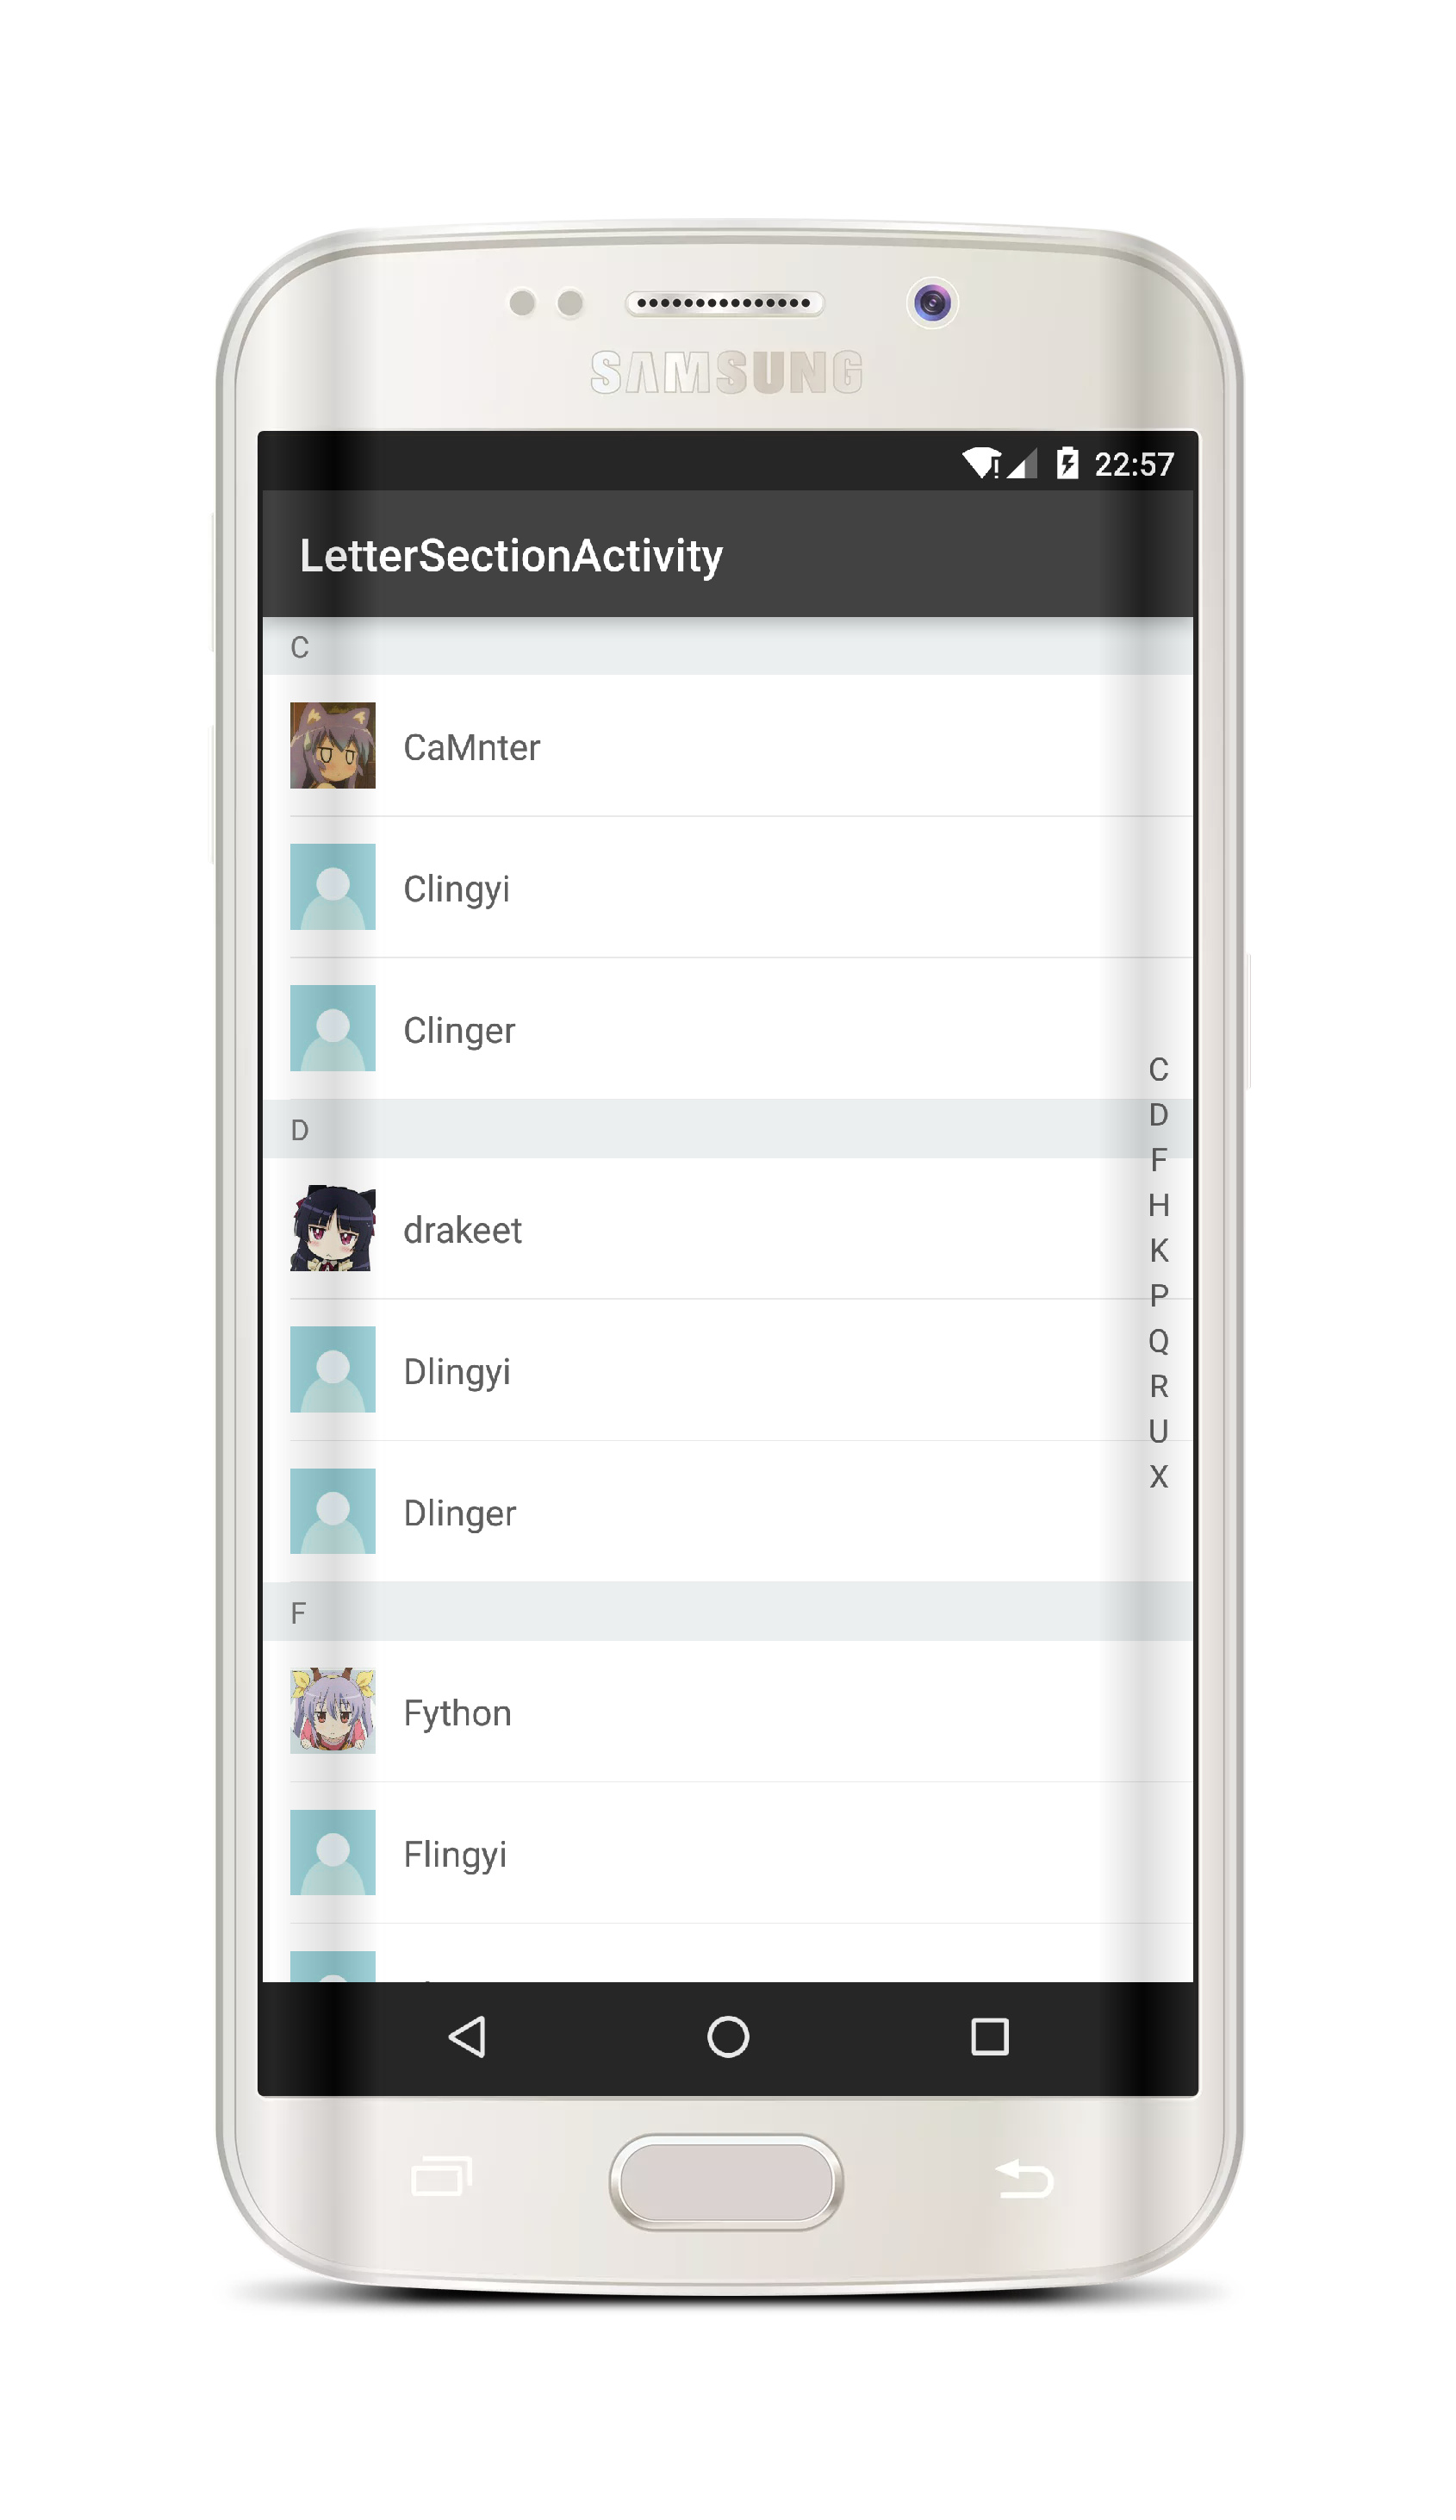 SAMSUNG
22:57
LetterSectionActivity
C
CaMnter
Clingyi
Clinger
D
drakeet
Dlingyi
Dlinger
F
Fython
Flingyi
C
D
F
H
K
P
Q
R
U
X